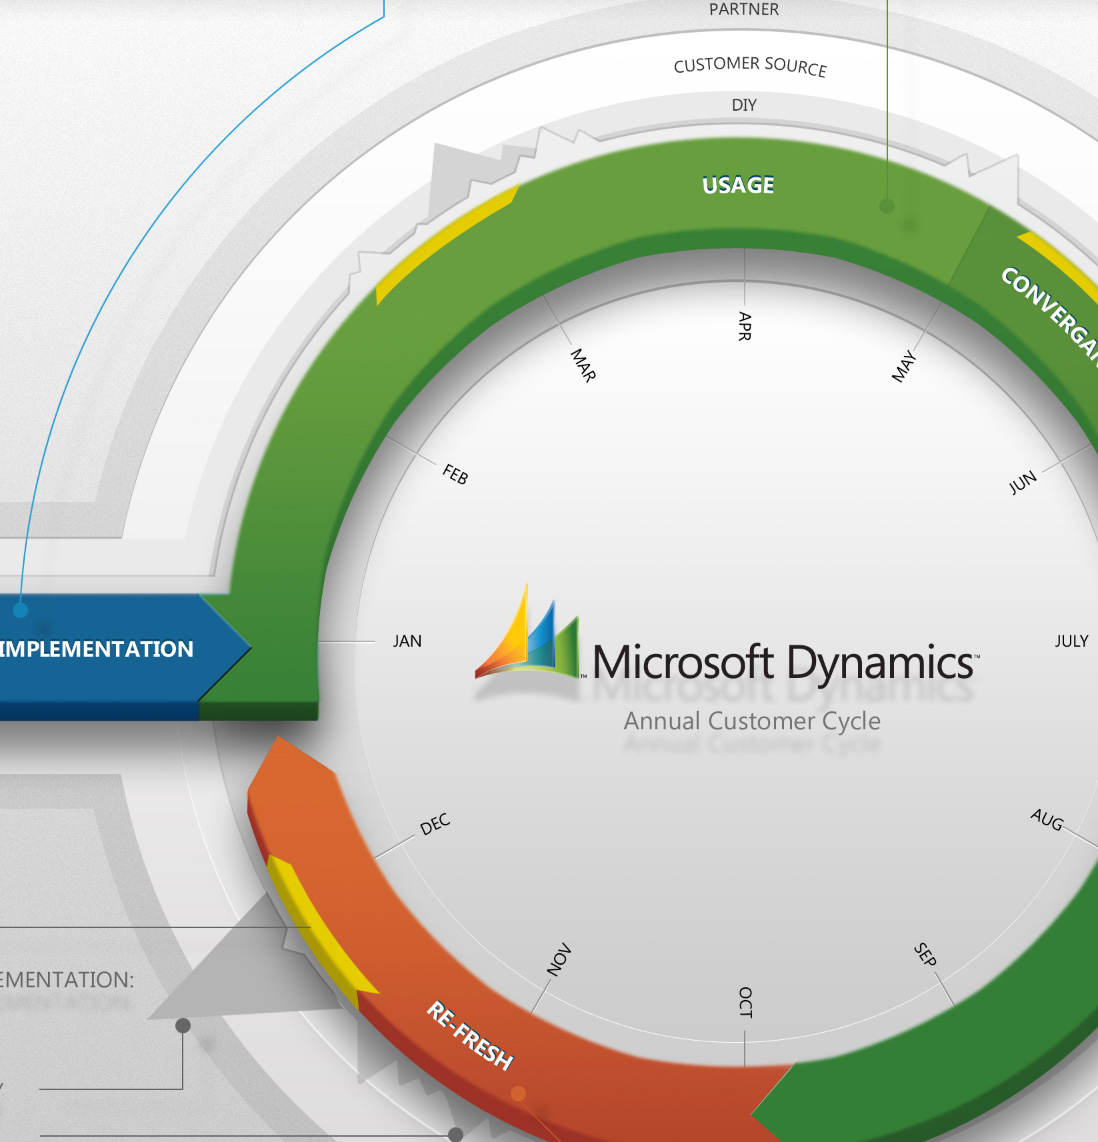 PARTNER
CUSTOMER SOURCE
DIY
USAGE
APR
MAR
MAY
FEB
JUN
IMPLEMENTATION
JAN
JULY
Microsoft Dynamics™
Annual Customer Cycle
DEC
AUG
NOV
SEP
OCT
EMENTATION:
RE-FRESH
CONVERGAN